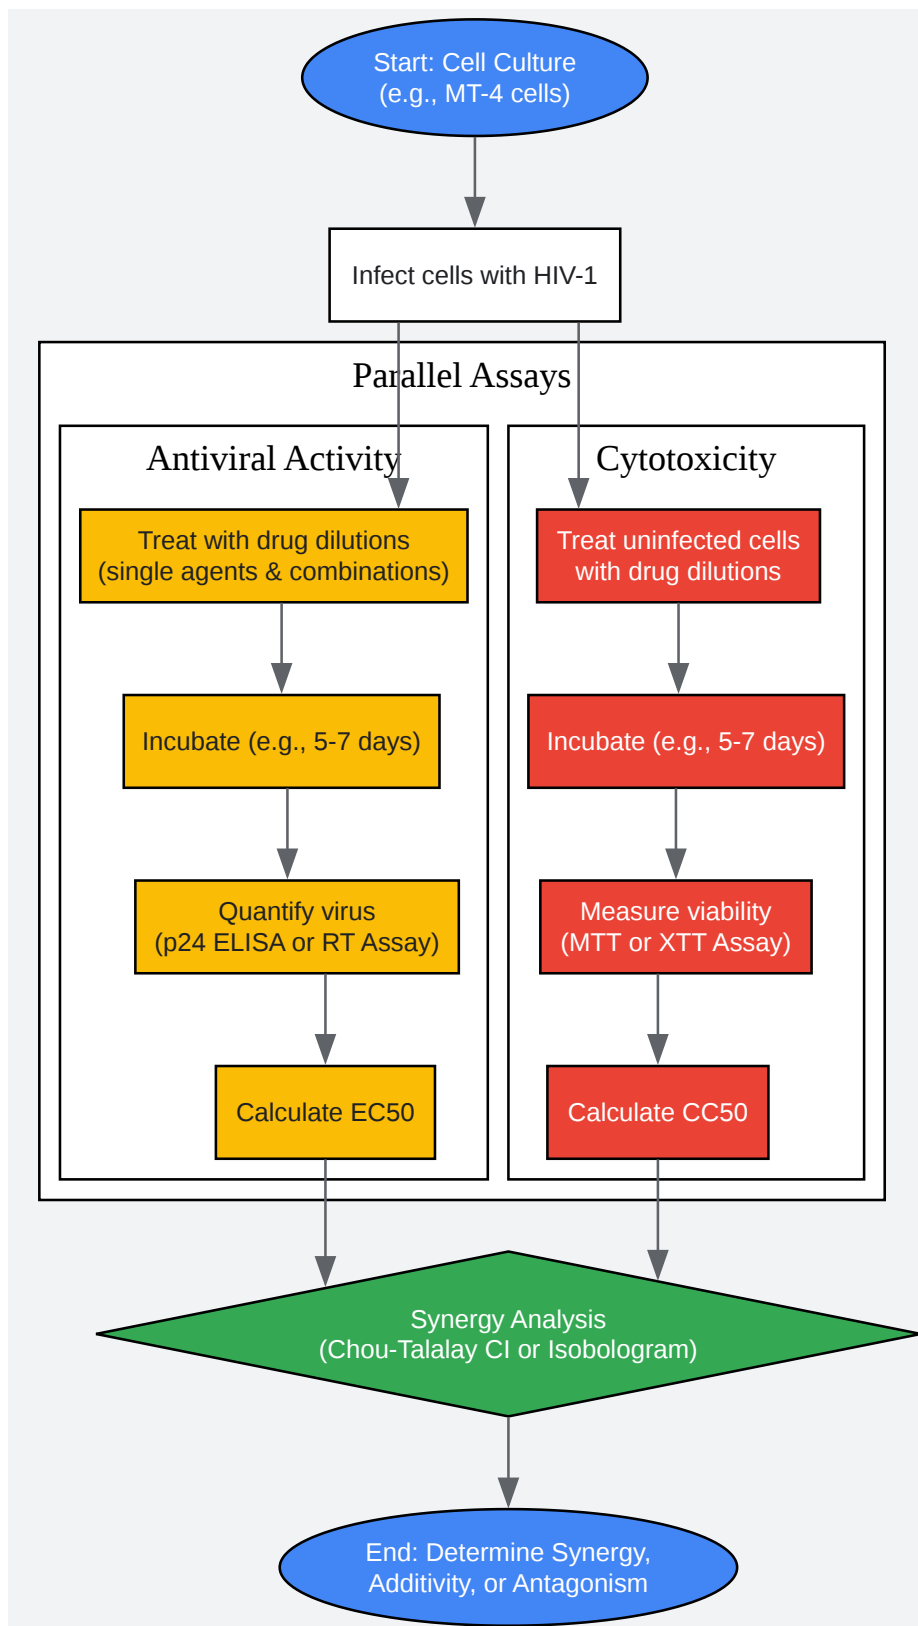 Start: Cell Culture
(e.g., MT-4 cells)
Infect cells with HIV-1
Parallel Assays
Antiviral Activity
Treat with drug dilutions
(single agents & combinations)
Incubate (e.g., 5-7 days)
Quantify virus
(p24 ELISA or RT Assay)
Calculate EC50
Cytotoxicity
Treat uninfected cells
with drug dilutions
Incubate (e.g., 5-7 days)
Measure viability
(MTT or XTT Assay)
Calculate CC50
Synergy Analysis
(Chou-Talalay CI or Isobologram)
End: Determine Synergy,
Additivity, or Antagonism